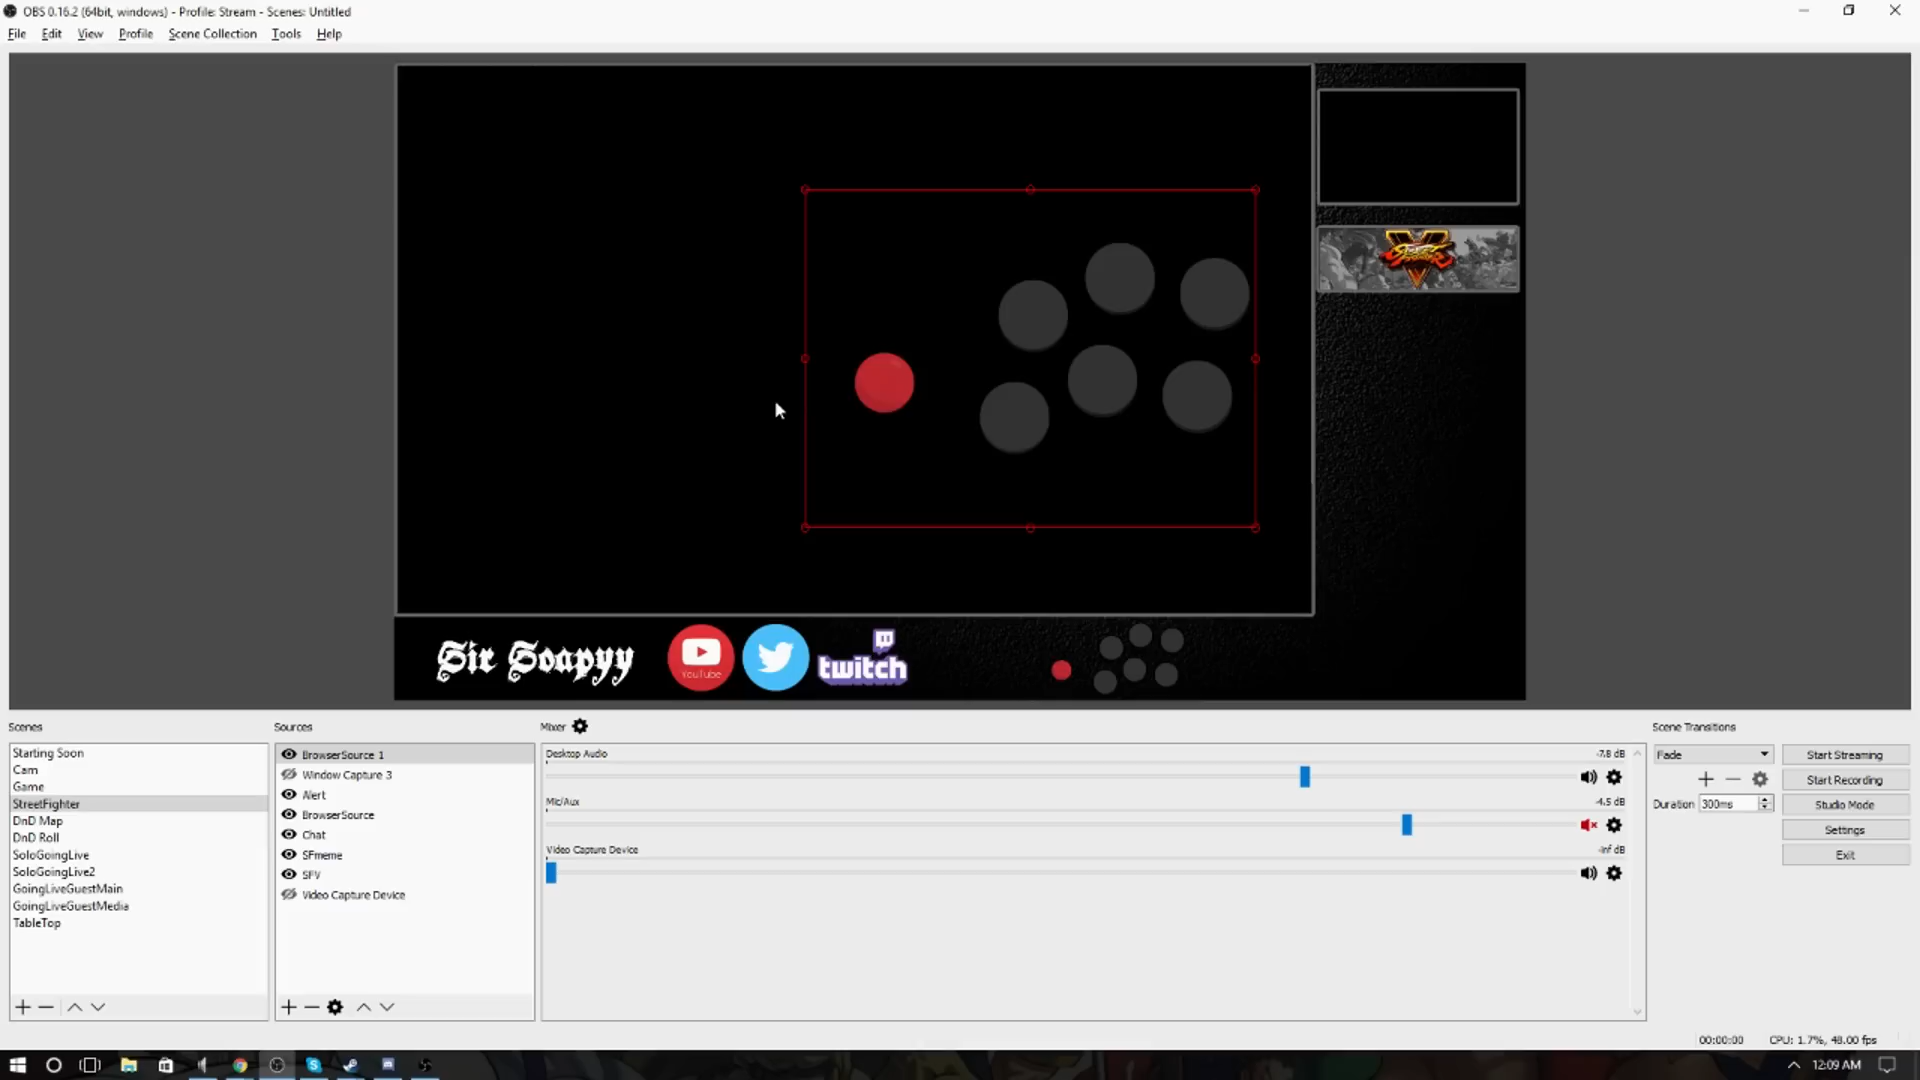 OBS 0.16.2 (64bit, windows) - Profile: Stream - Scenes: Untitled
File Edit View Profile Scene Collection Tools Help
Sir Soapyy
YouTube
twitch
Scenes
Starting Soon
Cam
Game
StreetFighter
DnD Map
DnD Roll
SoloGoingLive
SoloGoingLive2
GoingLiveGuestMain
GoingLiveGuestMedia
TableTop
Sources
BrowserSource 1
Window Capture 3
Alert
BrowserSource
Chat
SFmeme
SFV
Video Capture Device
Mixer
Desktop Audio -7.8 dB
Mic/Aux -4.5 dB
Video Capture Device -inf dB
Scene Transitions
Fade
Duration 300ms
Start Streaming
Start Recording
Studio Mode
Settings
Exit
00:00:00 CPU: 1.7%, 48.00 fps
12:09 AM